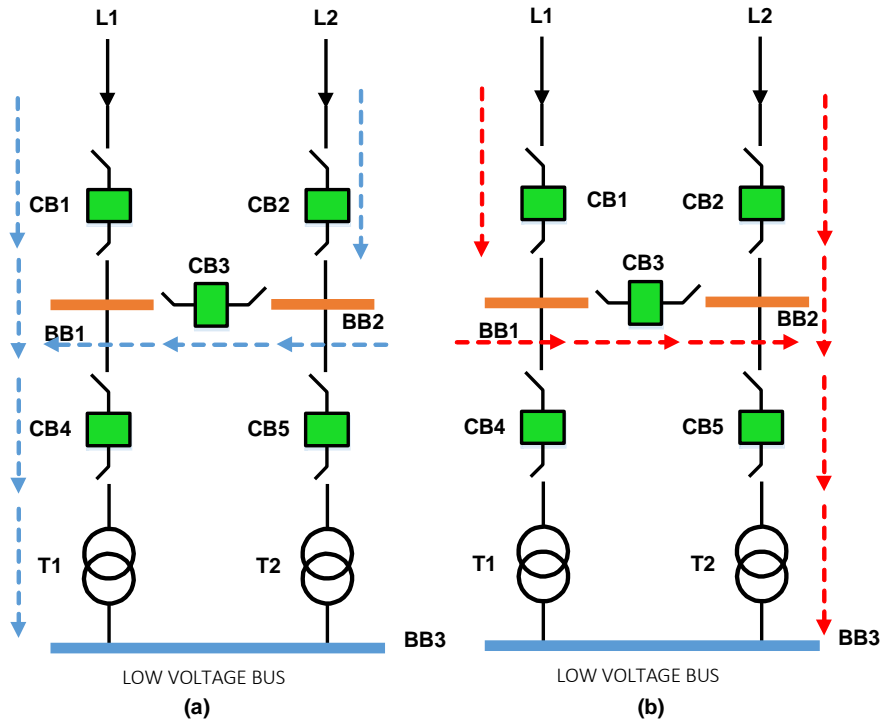 L1
L2
CB1
CB2
CB3
BB1
BB2
CB4
CB5
T1
T2
BB3
LOW VOLTAGE BUS
(a)
L1
L2
CB1
CB2
CB3
BB1
BB2
CB4
CB5
T1
T2
BB3
LOW VOLTAGE BUS
(b)